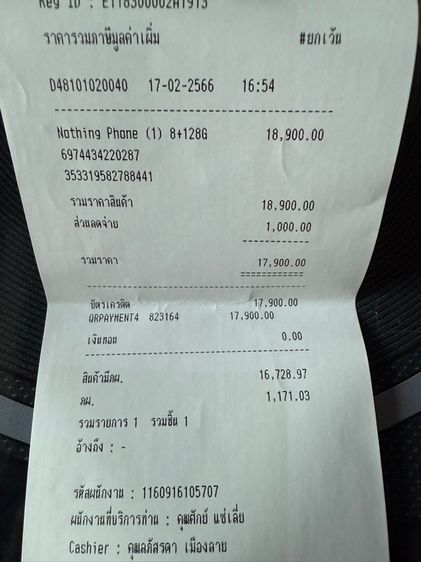 Reg ID : E118300002A1913
ราคารวมภาษีมูลค่าเพิ่ม #ยกเว้น
D48101020040 17-02-2566 16:54
Nothing Phone (1) 8+128G 18,900.00
6974434220287
353319582788441
รวมราคาสินค้า 18,900.00
ส่วนลดจ่าย 1,000.00
รวมราคา 17,900.00
บัตรเครดิต 17,900.00
QRPAYMENT4 823164 17,900.00
เงินทอน 0.00
สินค้ามีภผ. 16,728.97
ภผ. 1,171.03
รวมรายการ 1 รวมชิ้น 1
อ้างถึง : -
รหัสพนักงาน : 1160916105707
พนักงานที่บริการท่าน : คุณศักย์ แซ่เลี่ย
Cashier : คุณลภัสรดา เมืองลาย